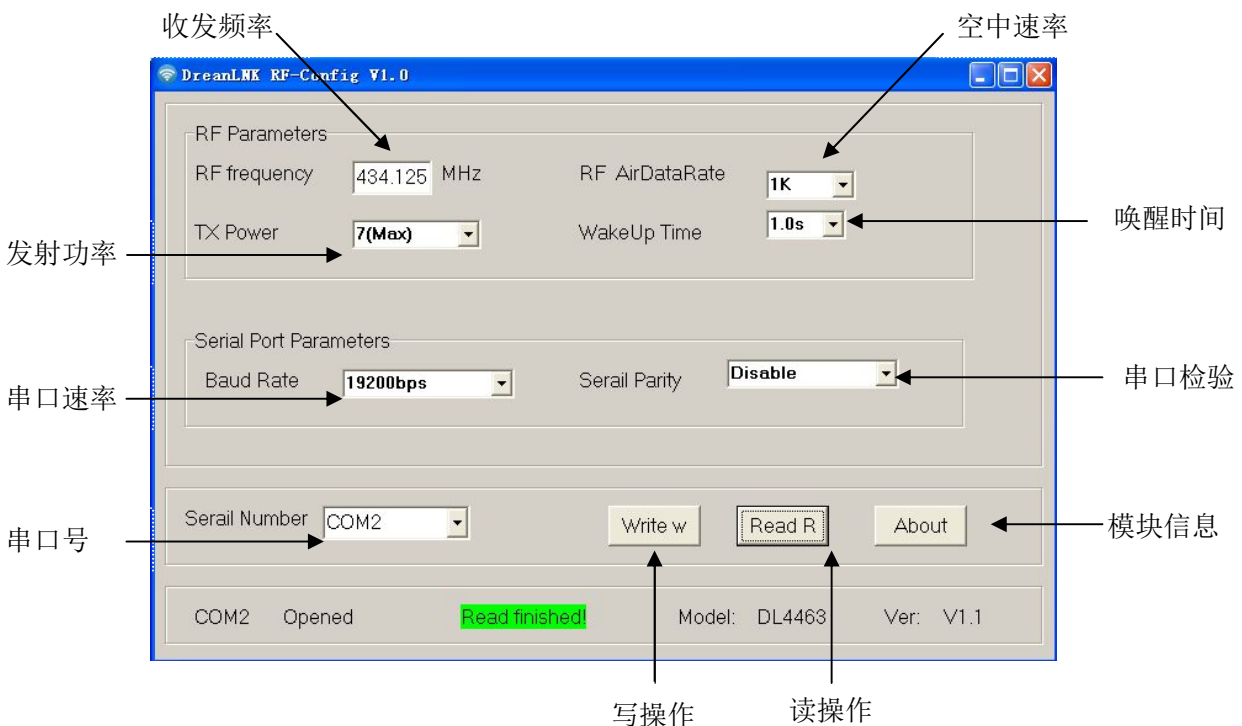 收发频率
空中速率
DreanLNK RF-Config V1.0
RF Parameters
RF frequency 434.125 MHz RF AirDataRate 1K
TX Power 7(Max) WakeUp Time 1.0s
唤醒时间
发射功率
Serial Port Parameters
Baud Rate 19200bps Serail Parity Disable
串口速率
串口检验
Serail Number COM2 Write w Read R About
串口号
模块信息
COM2 Opened Read finished! Model: DL4463 Ver: V1.1
写操作
读操作